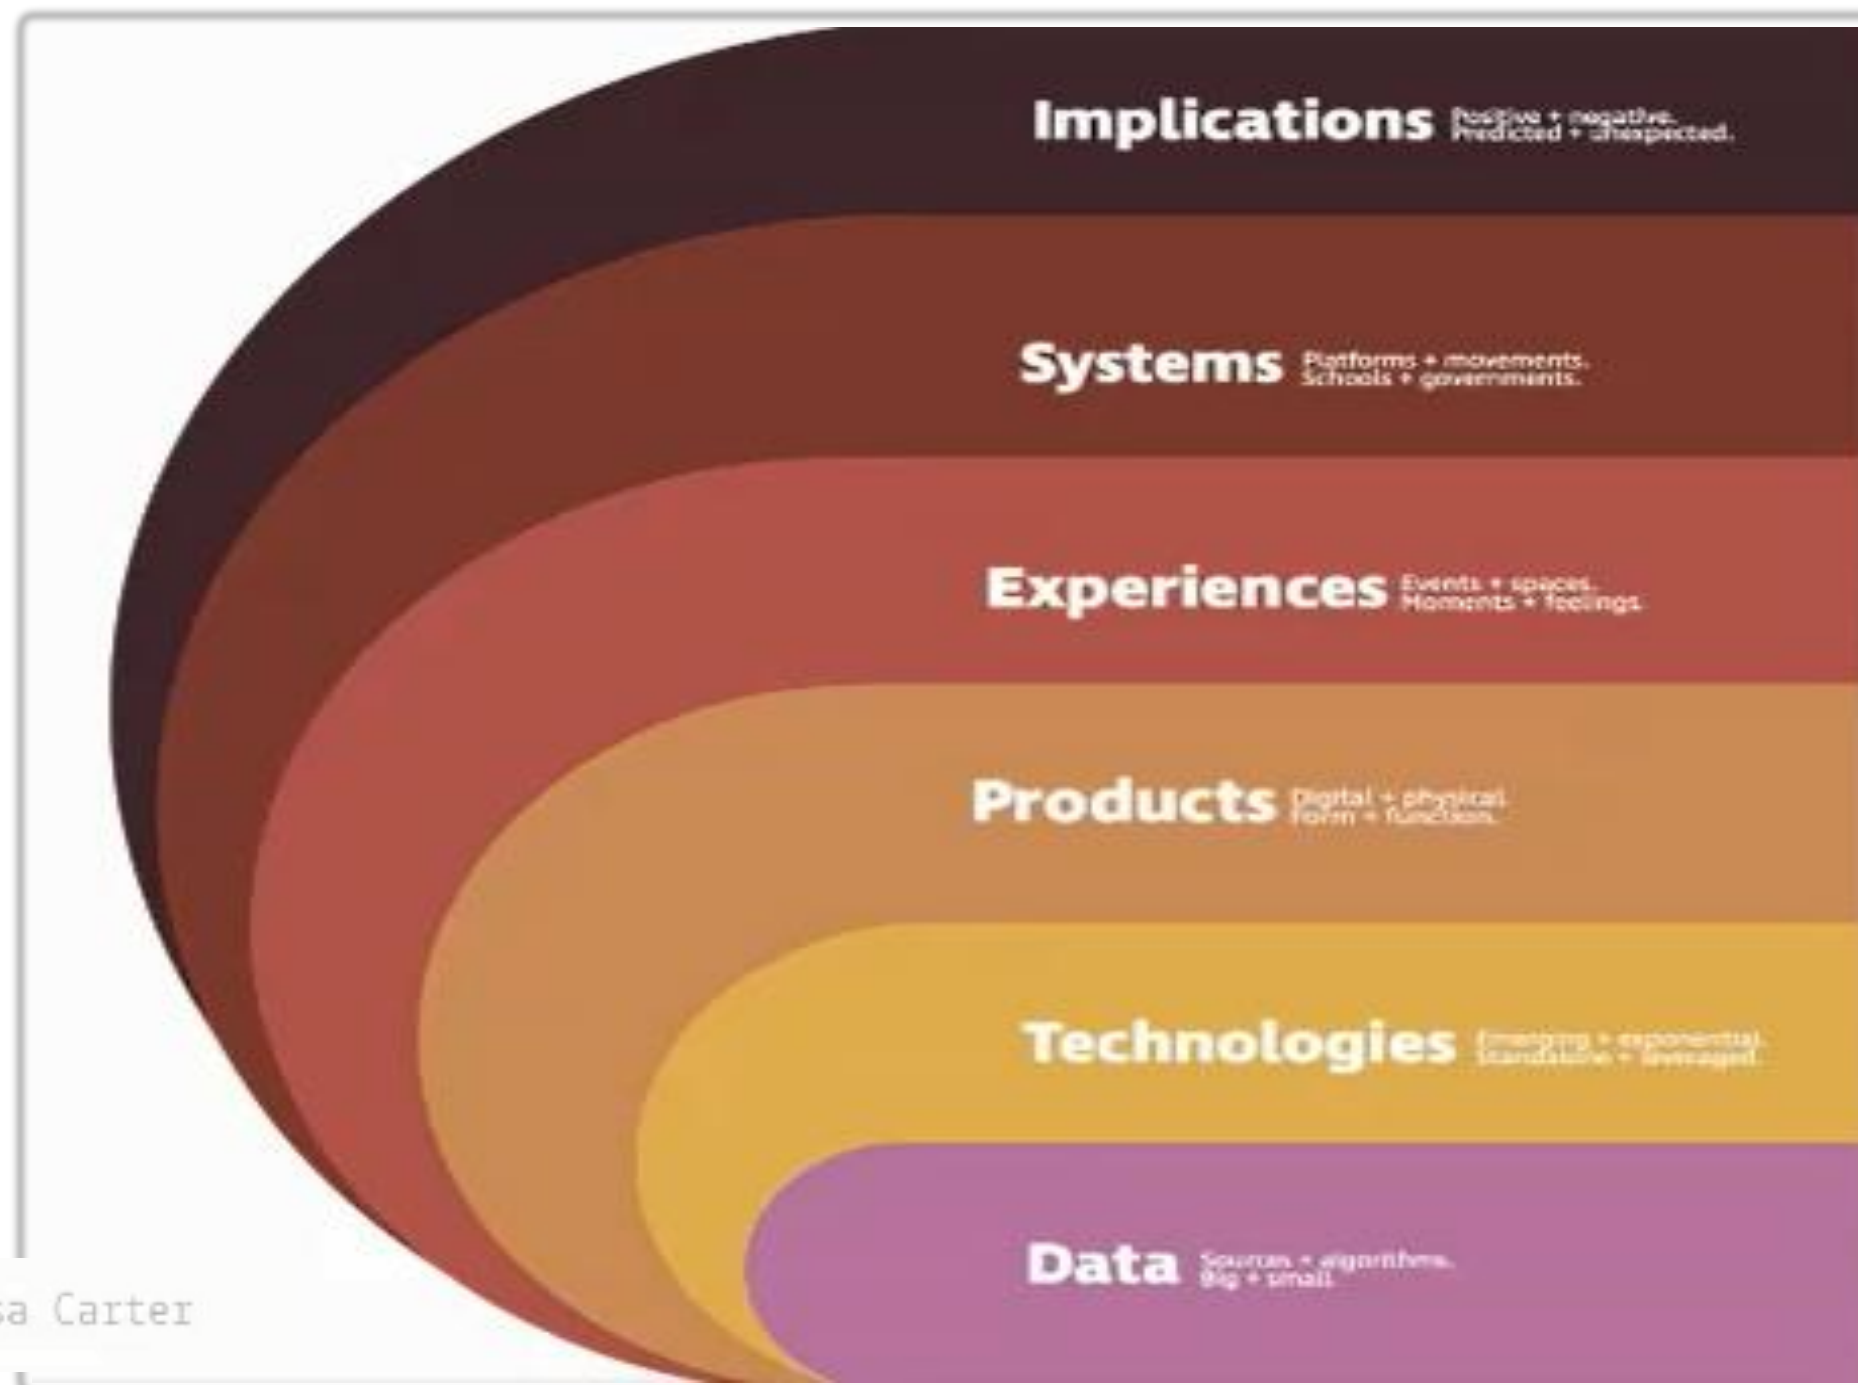 Implications
Positive + negative.
Predicted + unexpected.
Systems
Platforms + movements.
Schools + governments.
Experiences
Events + spaces.
Moments + feelings.
Products
Digital + physical.
Form + function.
Technologies
Emerging + exponential.
Standalone + leveraged.
Data
Sources + algorithms.
Big + small.
sa Carter